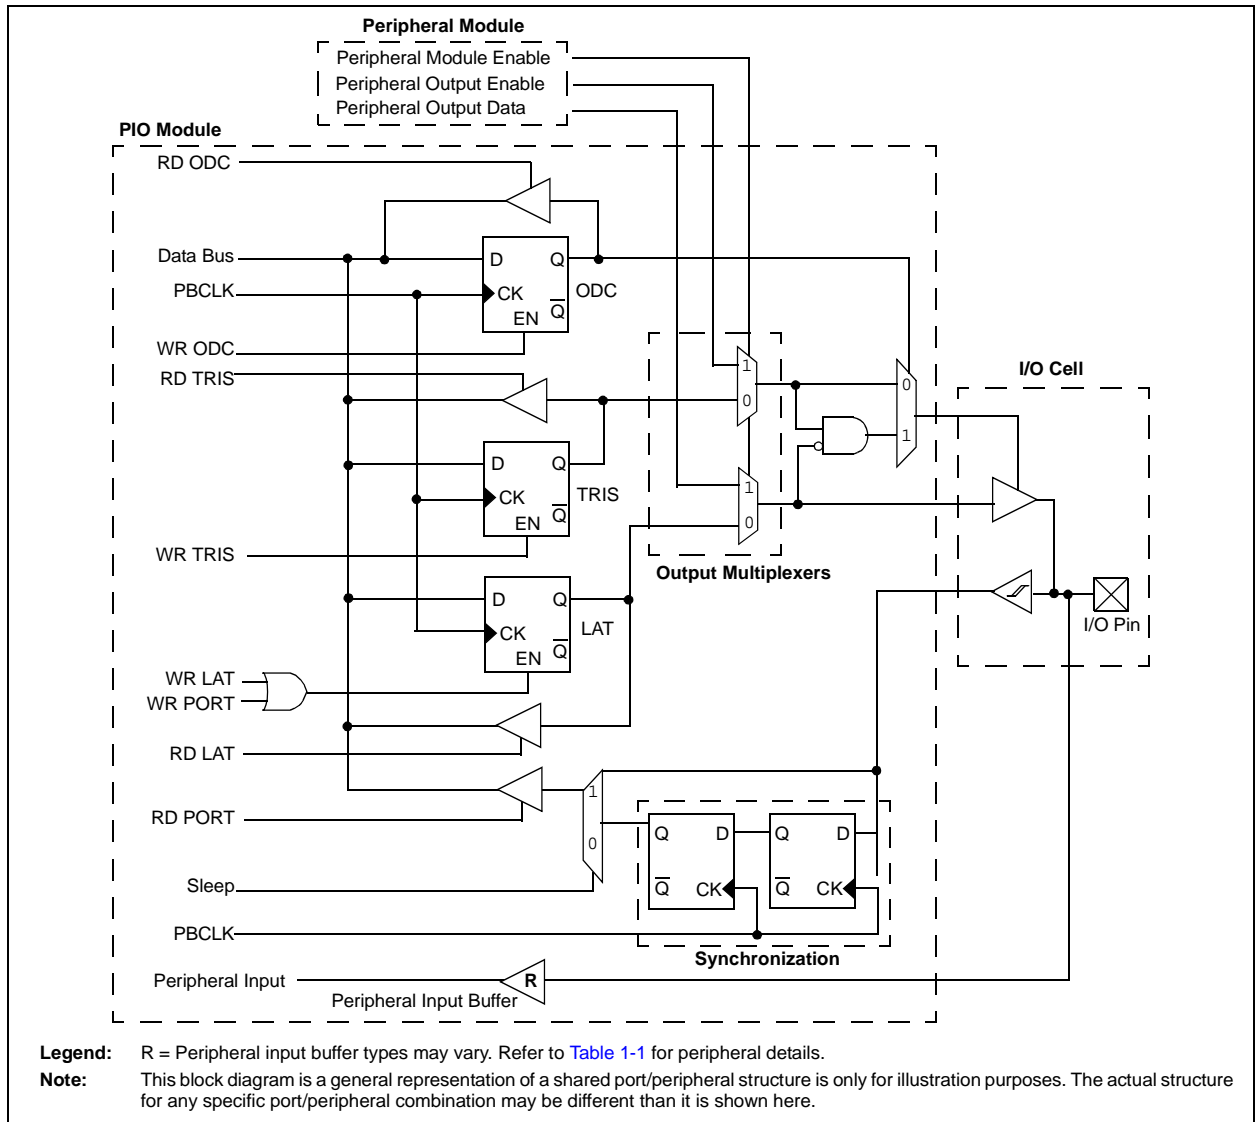 Peripheral Module
Peripheral Module Enable
Peripheral Output Enable
Peripheral Output Data
PIO Module
RD ODC
Data Bus
D
Q
PBCLK
CK
ODC
Q
EN
WR ODC
RD TRIS
I/O Cell
1
0
0
1
D
Q
CK
TRIS
Q
EN
1
0
WR TRIS
Output Multiplexers
D
Q
CK
LAT
Q
EN
I/O Pin
WR LAT
WR PORT
RD LAT
1
RD PORT
0
Q
D
Q
D
Sleep
Q
CK
Q
CK
PBCLK
Synchronization
Peripheral Input
R
Peripheral Input Buffer
Legend: R = Peripheral input buffer types may vary. Refer to Table 1-1 for peripheral details.
Note: This block diagram is a general representation of a shared port/peripheral structure is only for illustration purposes. The actual structure
for any specific port/peripheral combination may be different than it is shown here.